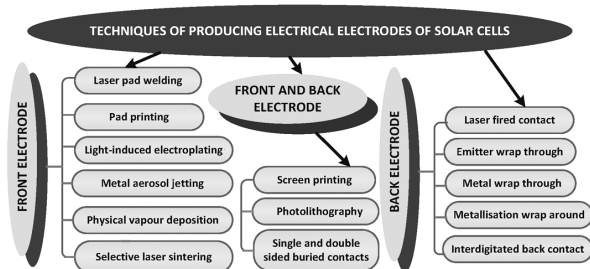 TECHNIQUES OF PRODUCING ELECTRICAL ELECTRODES OF SOLAR CELLS
FRONT ELECTRODE
Laser pad welding
Pad printing
Light-induced electroplating
Metal aerosol jetting
Physical vapour deposition
Selective laser sintering
FRONT AND BACK
ELECTRODE
Screen printing
Photolithography
Single and double
sided buried contacts
BACK ELECTRODE
Laser fired contact
Emitter wrap through
Metal wrap through
Metallisation wrap around
Interdigitated back contact